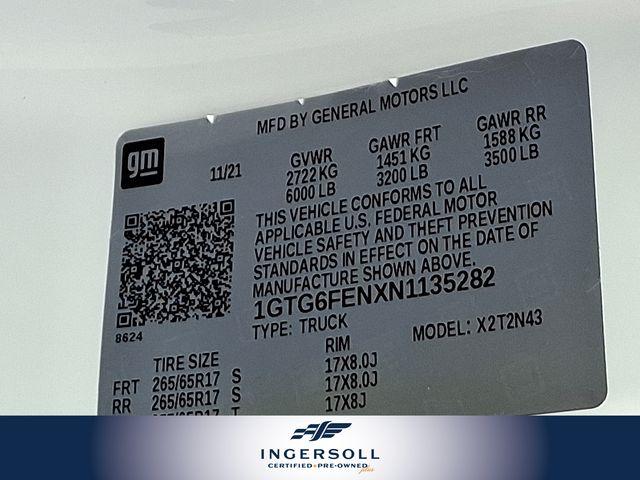 MFD BY GENERAL MOTORS LLC
gm
11/21
GVWR
2722 KG
6000 LB
GAWR FRT
1451 KG
3200 LB
GAWR RR
1588 KG
3500 LB
THIS VEHICLE CONFORMS TO ALL
APPLICABLE U.S. FEDERAL MOTOR
VEHICLE SAFETY AND THEFT PREVENTION
STANDARDS IN EFFECT ON THE DATE OF
MANUFACTURE SHOWN ABOVE.
1GTG6FENXN1135282
8624
TYPE: TRUCK
MODEL: X2T2N43
TIRE SIZE RIM
FRT 265/65R17 S 17X8.0J
RR 265/65R17 S 17X8.0J
17X8J
INGERSOLL
CERTIFIED PRE-OWNED plus